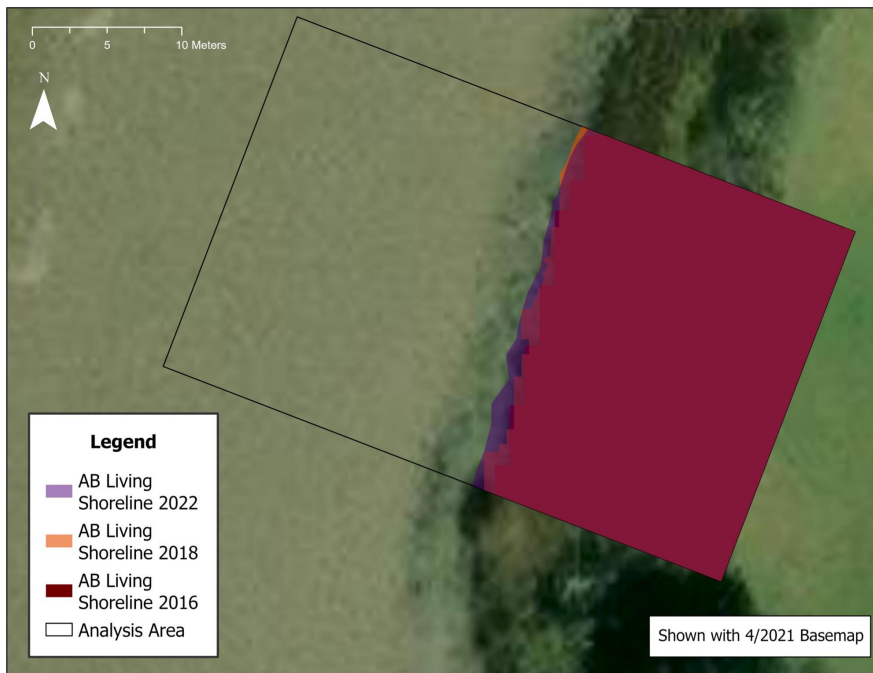 0 5 10 Meters
N
Legend
AB Living
Shoreline 2022
AB Living
Shoreline 2018
AB Living
Shoreline 2016
Analysis Area
Shown with 4/2021 Basemap